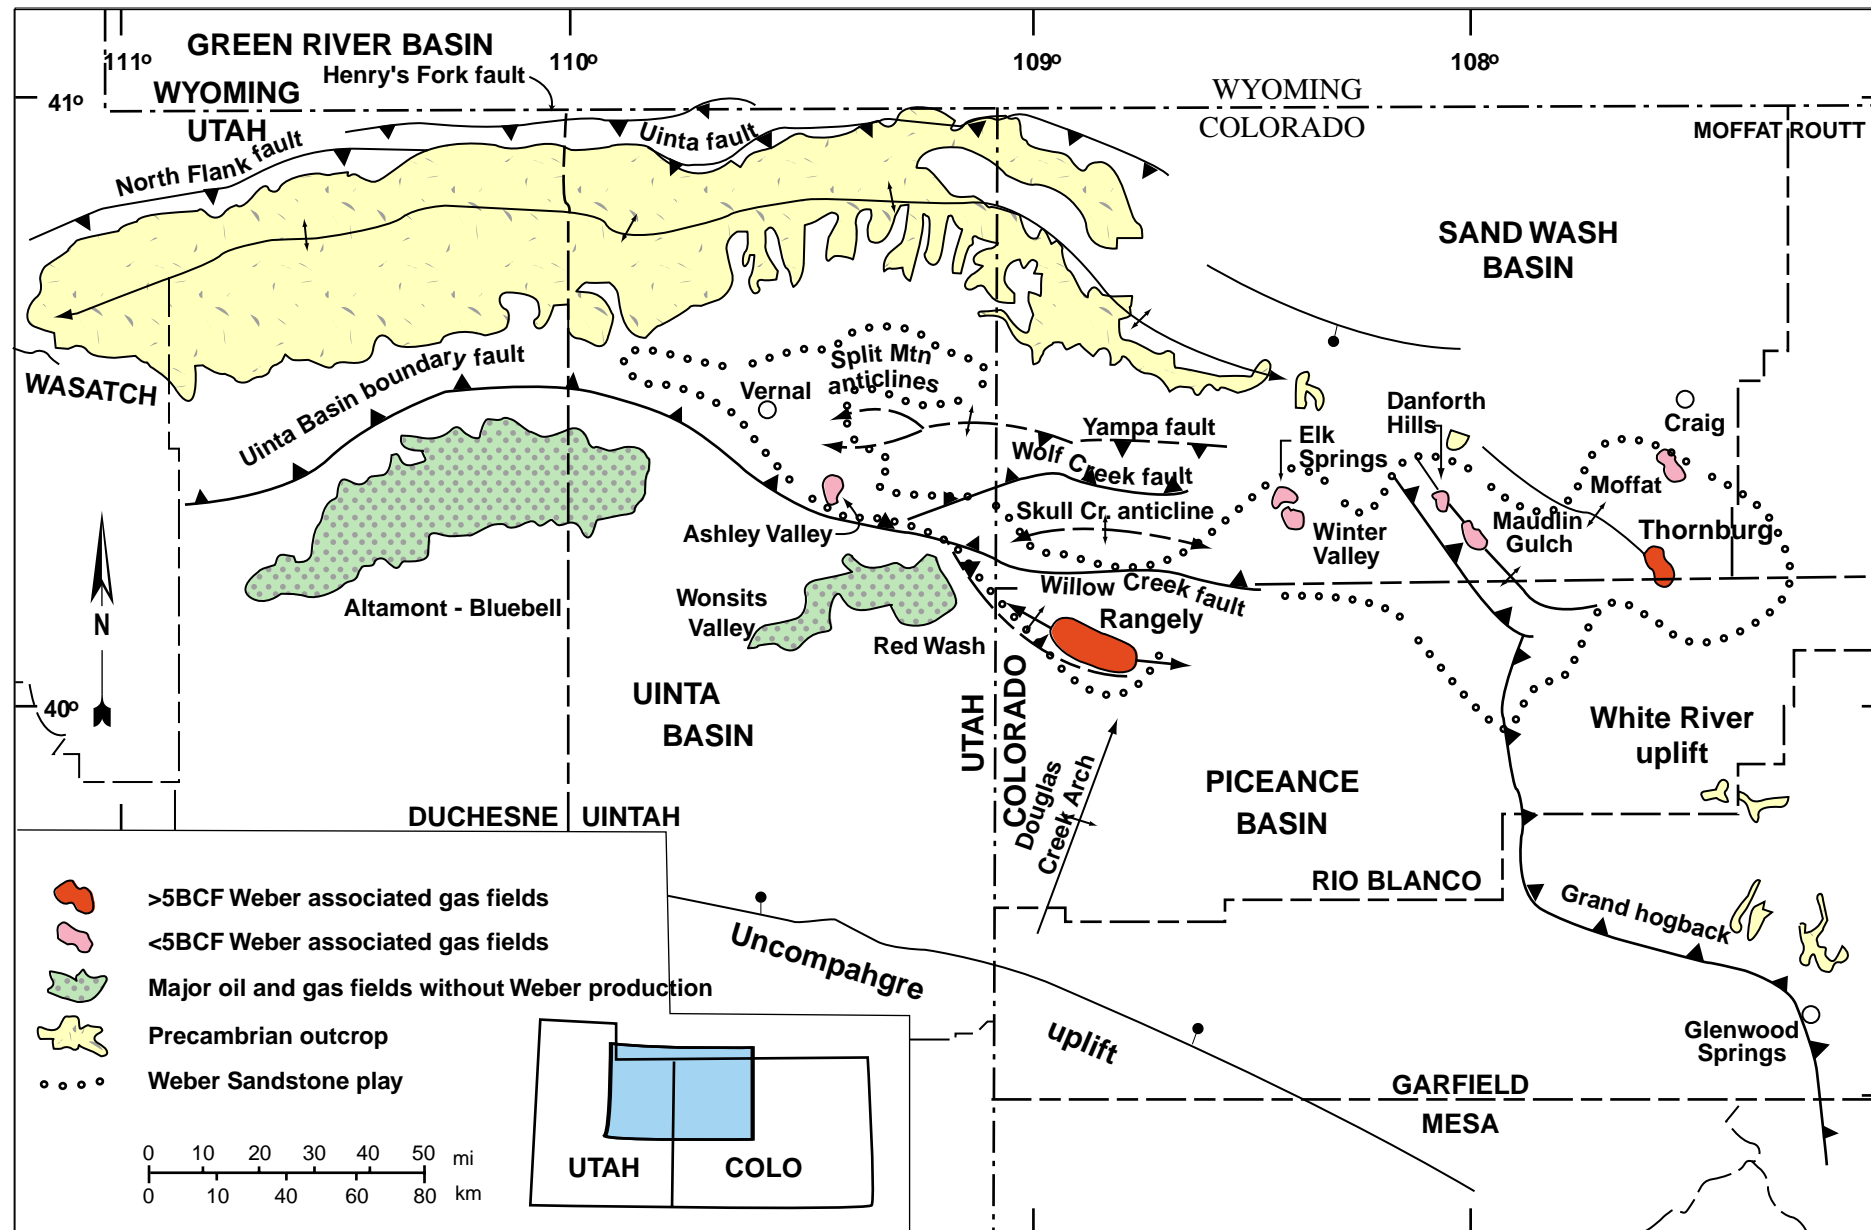 GREEN RIVER BASIN
111o
110o
109o
108o
Henry's Fork fault
41o
WYOMING
UTAH
WYOMING
COLORADO
MOFFAT
ROUTT
North Flank fault
Uinta fault
SAND WASH
BASIN
WASATCH
Uinta Basin boundary fault
Vernal
Split Mtn
anticlines
Yampa fault
Wolf Creek fault
Skull Cr. anticline
Elk
Springs
Danforth
Hills
Craig
Moffat
Ashley Valley
Winter
Valley
Maudlin
Gulch
Thornburg
N
Altamont - Bluebell
Wonsits
Valley
Red Wash
Willow Creek fault
Rangely
40o
UINTA
BASIN
UTAH
COLORADO
Douglas
Creek Arch
PICEANCE
BASIN
White River
uplift
DUCHESNE
UINTAH
RIO BLANCO
Grand hogback
Uncompahgre
uplift
Glenwood
Springs
GARFIELD
MESA
>5BCF Weber associated gas fields
<5BCF Weber associated gas fields
Major oil and gas fields without Weber production
Precambrian outcrop
Weber Sandstone play
0 10 20 30 40 50 mi
0 10 40 60 80 km
UTAH
COLO